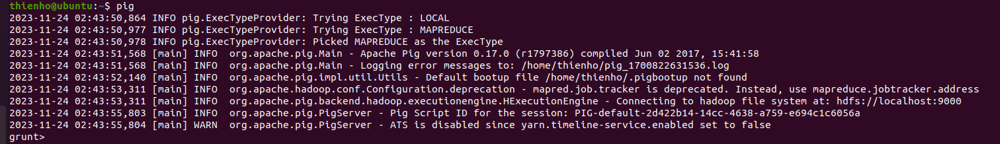 thienho@ubuntu:~$ pig
2023-11-24 02:43:50,864 INFO pig.ExecTypeProvider: Trying ExecType : LOCAL
2023-11-24 02:43:50,977 INFO pig.ExecTypeProvider: Trying ExecType : MAPREDUCE
2023-11-24 02:43:50,978 INFO pig.ExecTypeProvider: Picked MAPREDUCE as the ExecType
2023-11-24 02:43:51,568 [main] INFO  org.apache.pig.Main - Apache Pig version 0.17.0 (r1797386) compiled Jun 02 2017, 15:41:58
2023-11-24 02:43:51,568 [main] INFO  org.apache.pig.Main - Logging error messages to: /home/thienho/pig_1700822631536.log
2023-11-24 02:43:52,140 [main] INFO  org.apache.pig.impl.util.Utils - Default bootup file /home/thienho/.pigbootup not found
2023-11-24 02:43:53,311 [main] INFO  org.apache.hadoop.conf.Configuration.deprecation - mapred.job.tracker is deprecated. Instead, use mapreduce.jobtracker.address
2023-11-24 02:43:53,311 [main] INFO  org.apache.pig.backend.hadoop.executionengine.HExecutionEngine - Connecting to hadoop file system at: hdfs://localhost:9000
2023-11-24 02:43:55,803 [main] INFO  org.apache.pig.PigServer - Pig Script ID for the session: PIG-default-2d422b14-14cc-4638-a759-e694c1c6056a
2023-11-24 02:43:55,804 [main] WARN  org.apache.pig.PigServer - ATS is disabled since yarn.timeline-service.enabled set to false
grunt>